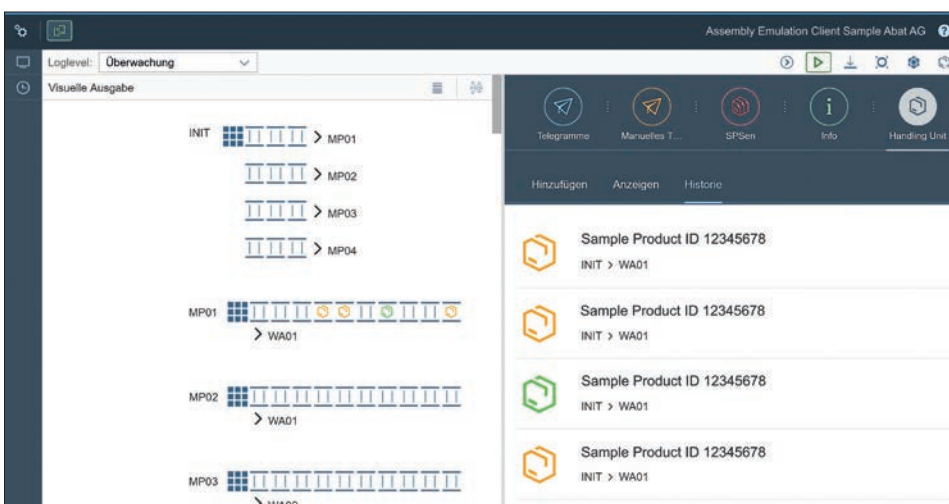 Assembly Emulation Client Sample Abat AG
Loglevel: Überwachung
Visuelle Ausgabe
INIT
MP01
MP02
MP03
MP04
MP01
WA01
MP02
WA01
MP03
Telegramme
Manuelles T...
SPSen
Info
Handling Unit
Hinzufügen
Anzeigen
Historie
Sample Product ID 12345678
INIT > WA01
Sample Product ID 12345678
INIT > WA01
Sample Product ID 12345678
INIT > WA01
Sample Product ID 12345678
INIT > WA01